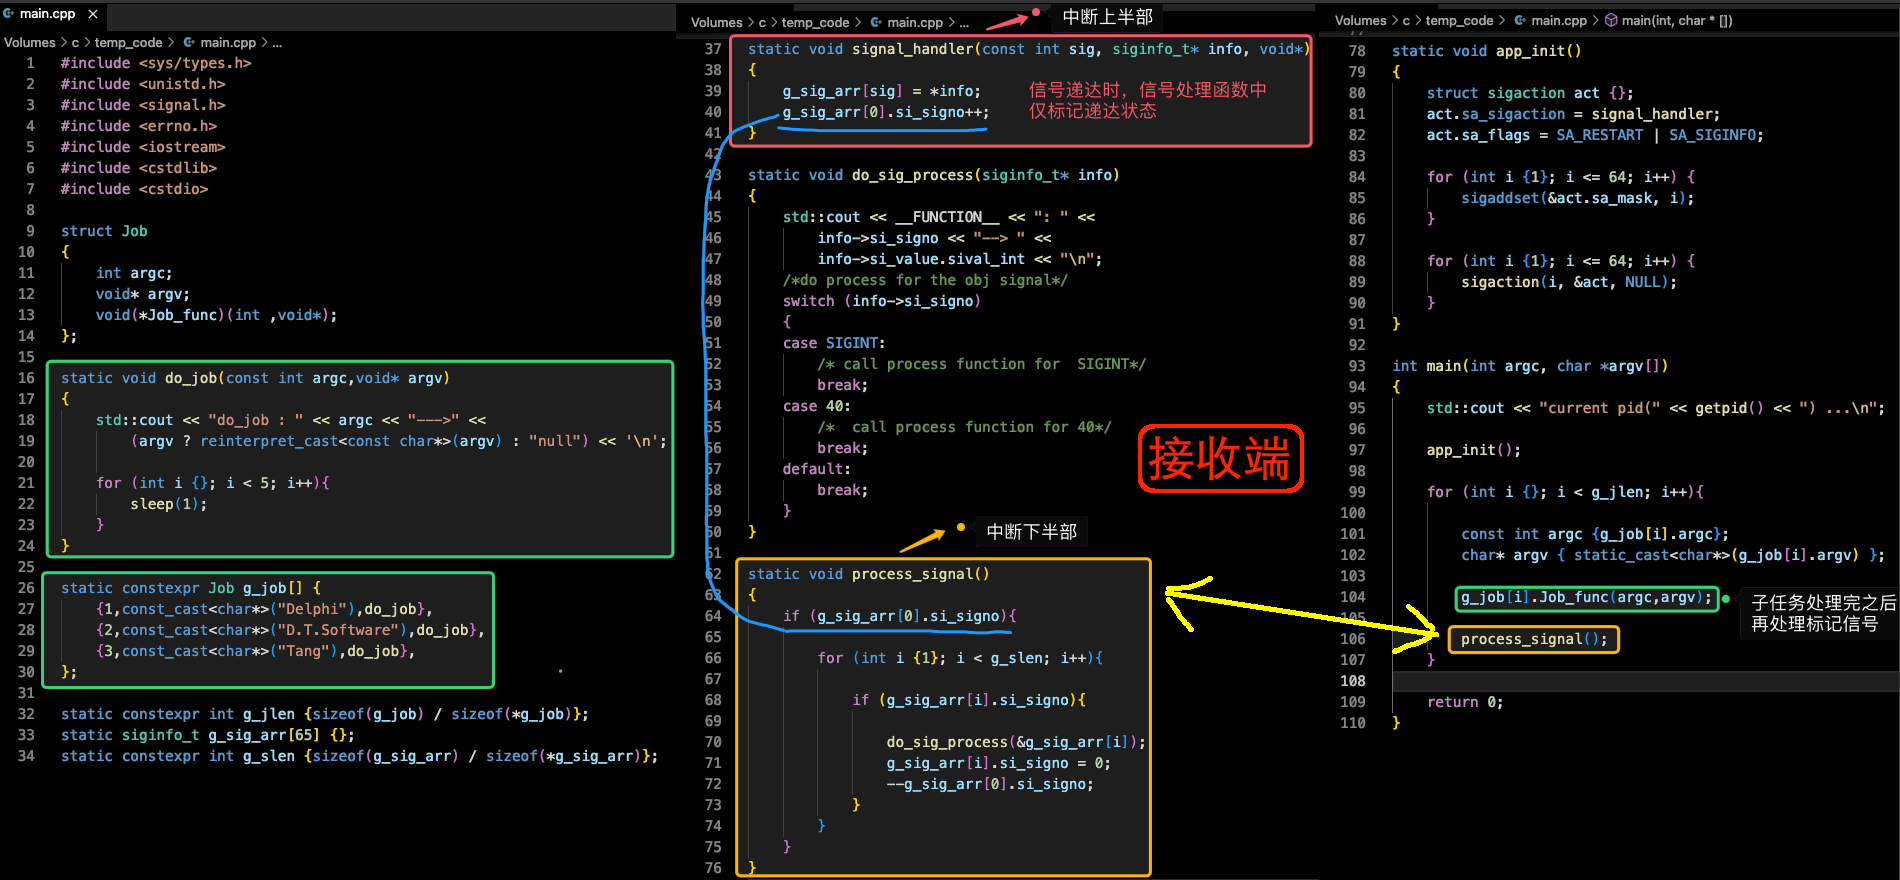 main.cpp ×
Volumes > c > temp_code > main.cpp > ...
1 #include <sys/types.h>
2 #include <unistd.h>
3 #include <signal.h>
4 #include <errno.h>
5 #include <iostream>
6 #include <cstdlib>
7 #include <cstdio>
8
9 struct Job
10 {
11 int argc;
12 void* argv;
13 void(*Job_func)(int ,void*);
14 };
15
16 static void do_job(const int argc,void* argv)
17 {
18 std::cout << "do_job : " << argc << "--->" <<
19 (argv ? reinterpret_cast<const char*>(argv) : "null") << '\n';
20
21 for (int i {}; i < 5; i++){
22 sleep(1);
23 }
24 }
25
26 static constexpr Job g_job[] {
27 {1,const_cast<char*>("Delphi"),do_job},
28 {2,const_cast<char*>("D.T.Software"),do_job},
29 {3,const_cast<char*>("Tang"),do_job},
30 };
31
32 static constexpr int g_jlen {sizeof(g_job) / sizeof(*g_job)};
33 static siginfo_t g_sig_arr[65] {};
34 static constexpr int g_slen {sizeof(g_sig_arr) / sizeof(*g_sig_arr)};
Volumes > c > temp_code > main.cpp > ...
中断上半部
37 static void signal_handler(const int sig, siginfo_t* info, void*)
38 {
39 g_sig_arr[sig] = *info;
40 g_sig_arr[0].si_signo++;
41 }
信号递达时，信号处理函数中
仅标记递达状态
42
43 static void do_sig_process(siginfo_t* info)
44 {
45 std::cout << __FUNCTION__ << ": " <<
46 info->si_signo << "--> " <<
47 info->si_value.sival_int << "\n";
48 /*do process for the obj signal*/
49 switch (info->si_signo)
50 {
51 case SIGINT:
52 /* call process function for  SIGINT*/
53 break;
54 case 40:
55 /*  call process function for 40*/
56 break;
57 default:
58 break;
59 }
60 }
接收端
中断下半部
61
62 static void process_signal()
63 {
64 if (g_sig_arr[0].si_signo){
65
66 for (int i {1}; i < g_slen; i++){
67
68 if (g_sig_arr[i].si_signo){
69
70 do_sig_process(&g_sig_arr[i]);
71 g_sig_arr[i].si_signo = 0;
72 --g_sig_arr[0].si_signo;
73 }
74 }
75 }
76 }
Volumes > c > temp_code > main.cpp > main(int, char * [])
77
78 static void app_init()
79 {
80 struct sigaction act {};
81 act.sa_sigaction = signal_handler;
82 act.sa_flags = SA_RESTART | SA_SIGINFO;
83
84 for (int i {1}; i <= 64; i++) {
85 sigaddset(&act.sa_mask, i);
86 }
87
88 for (int i {1}; i <= 64; i++) {
89 sigaction(i, &act, NULL);
90 }
91 }
92
93 int main(int argc, char *argv[])
94 {
95 std::cout << "current pid(" << getpid() << ") ...\n";
96
97 app_init();
98
99 for (int i {}; i < g_jlen; i++){
100
101 const int argc {g_job[i].argc};
102 char* argv { static_cast<char*>(g_job[i].argv) };
103
104 g_job[i].Job_func(argc,argv);
105
106 process_signal();
107 }
108
109 return 0;
110 }
子任务处理完之后
再处理标记信号